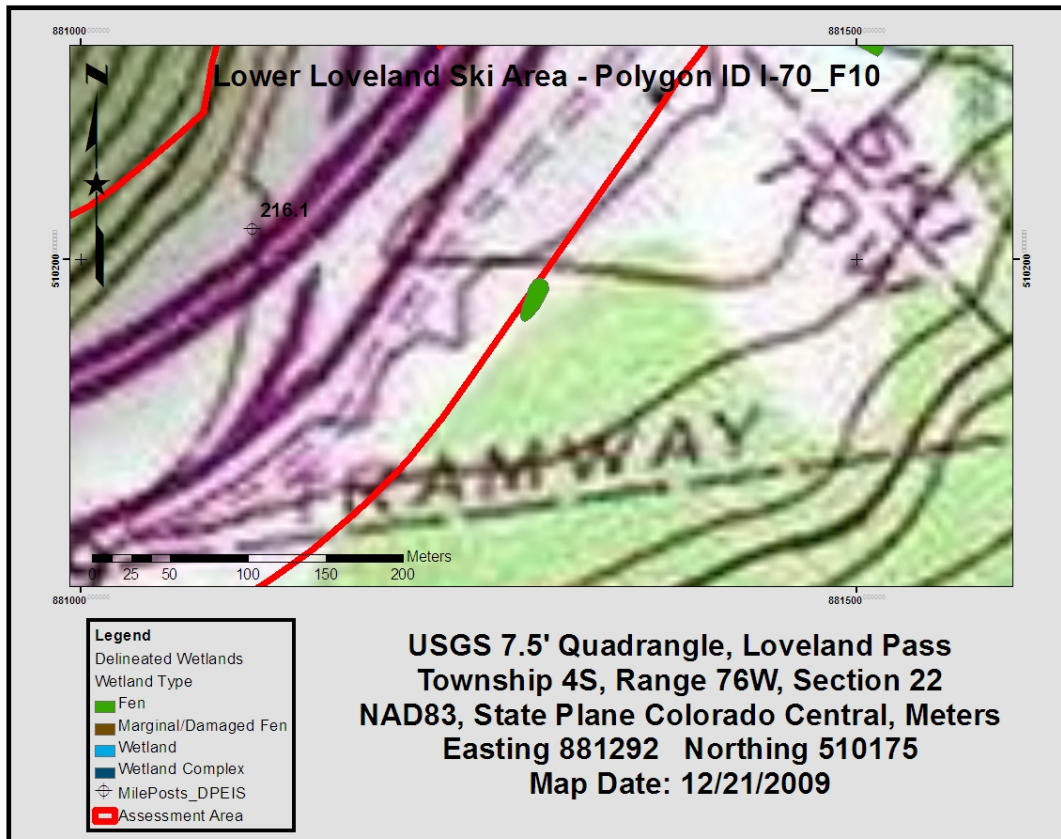 881000
881500
Lower Loveland Ski Area - Polygon ID I-70_F10
216.1
510200
510200
SKI
TOW
TRAMWAY
Meters
0 25 50 100 150 200
881000
881500
Legend
Delineated Wetlands
Wetland Type
Fen
Marginal/Damaged Fen
Wetland
Wetland Complex
MilePosts_DPEIS
Assessment Area
USGS 7.5' Quadrangle, Loveland Pass
Township 4S, Range 76W, Section 22
NAD83, State Plane Colorado Central, Meters
Easting 881292 Northing 510175
Map Date: 12/21/2009